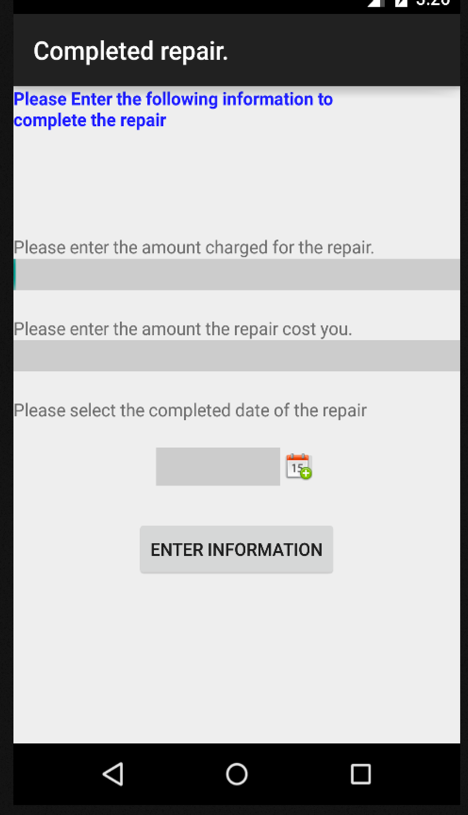 Completed repair.
Please Enter the following information to
complete the repair
Please enter the amount charged for the repair.
Please enter the amount the repair cost you.
Please select the completed date of the repair
15
ENTER INFORMATION